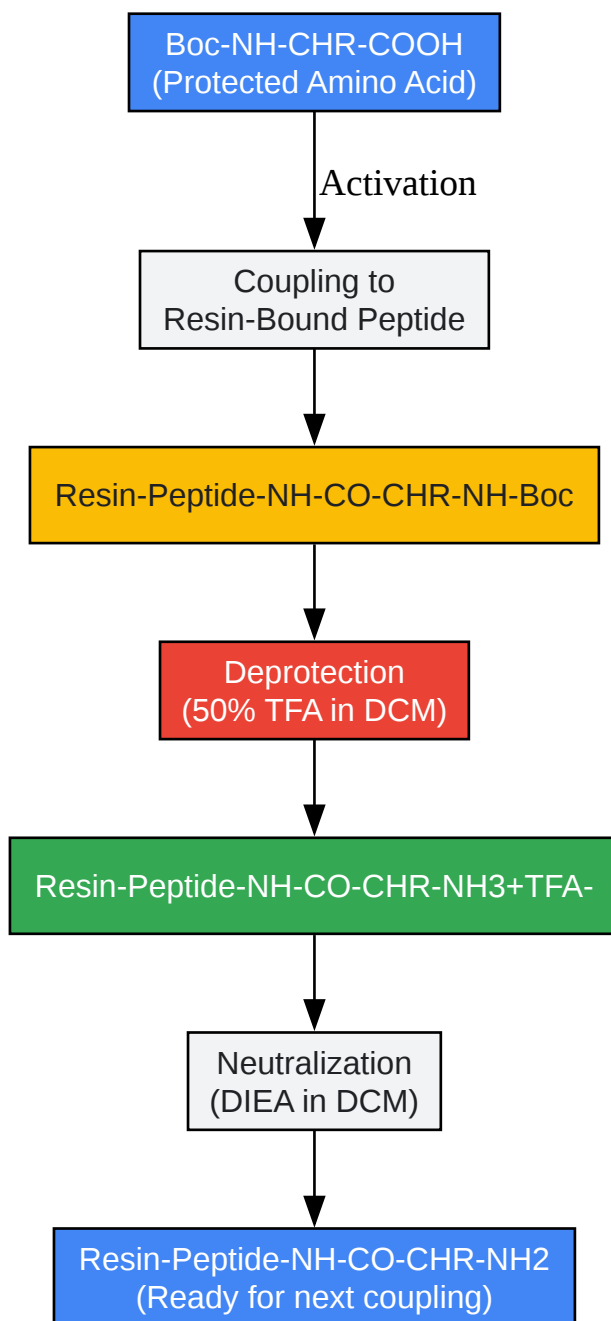 Boc-NH-CHR-COOH
(Protected Amino Acid)
Activation
Coupling to
Resin-Bound Peptide
Resin-Peptide-NH-CO-CHR-NH-Boc
Deprotection
(50% TFA in DCM)
Resin-Peptide-NH-CO-CHR-NH3+TFA-
Neutralization
(DIEA in DCM)
Resin-Peptide-NH-CO-CHR-NH2
(Ready for next coupling)